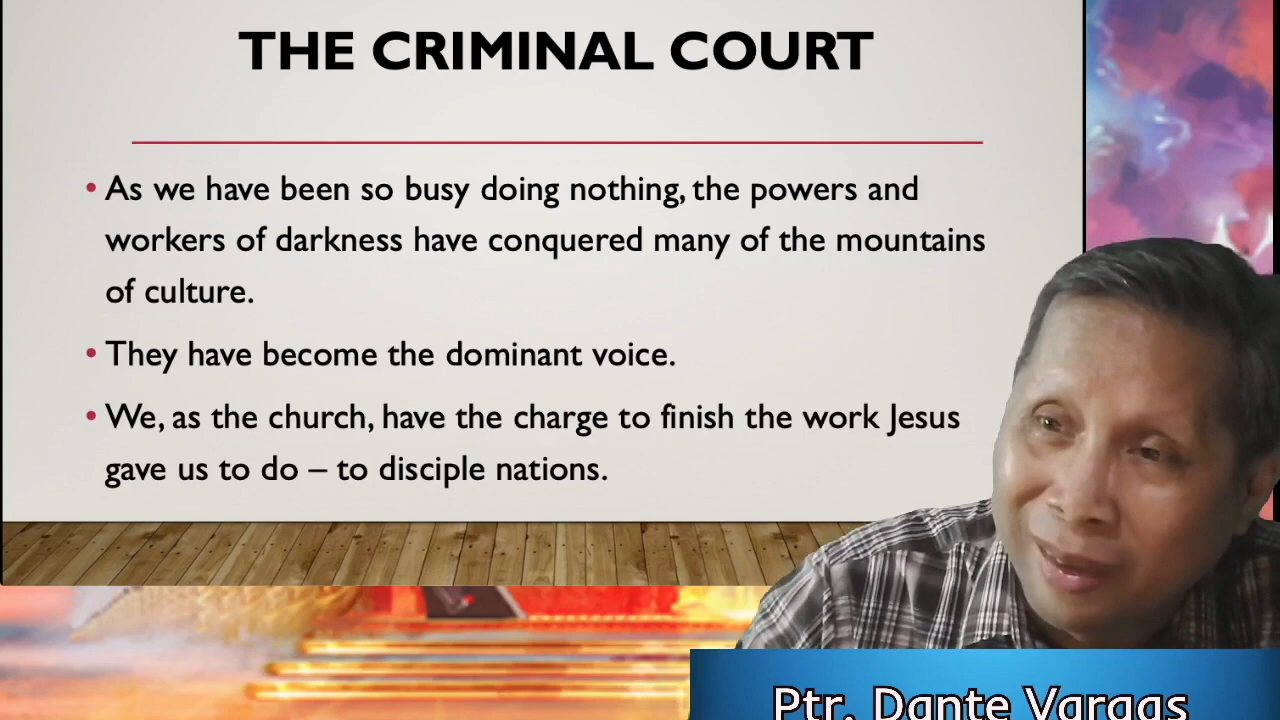 THE CRIMINAL COURT
• As we have been so busy doing nothing, the powers and
workers of darkness have conquered many of the mountains
of culture.
• They have become the dominant voice.
• We, as the church, have the charge to finish the work Jesus
gave us to do – to disciple nations.
Ptr. Dante Vargas